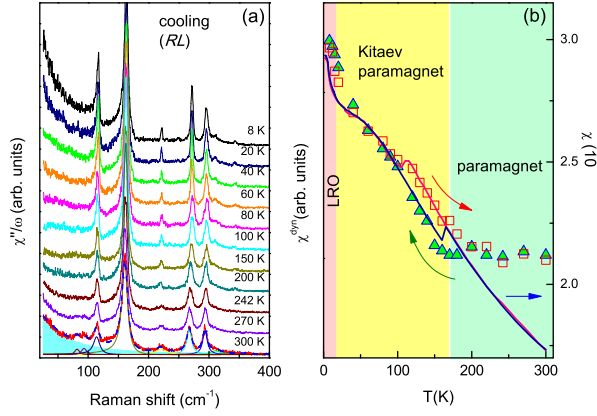 cooling
(RL)
(a)
8 K
20 K
40 K
60 K
80 K
100 K
150 K
200 K
242 K
270 K
300 K
χ"/ω (arb. units)
0
100
200
300
400
Raman shift (cm⁻¹)
(b)
Kitaev
paramagnet
paramagnet
LRO
χᵈʸⁿ(arb. units)
3.0
2.5
2.0
χ (10
0
50
100
150
200
250
300
T(K)